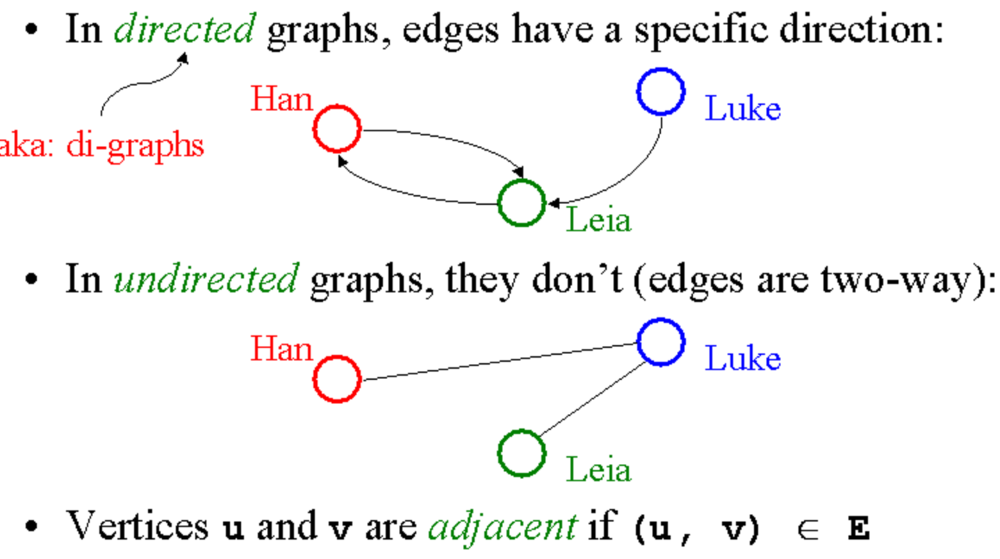 • In directed graphs, edges have a specific direction:
Han
Luke
aka: di-graphs
Leia
• In undirected graphs, they don’t (edges are two-way):
Han
Luke
Leia
• Vertices u and v are adjacent if (u, v) ∈ E